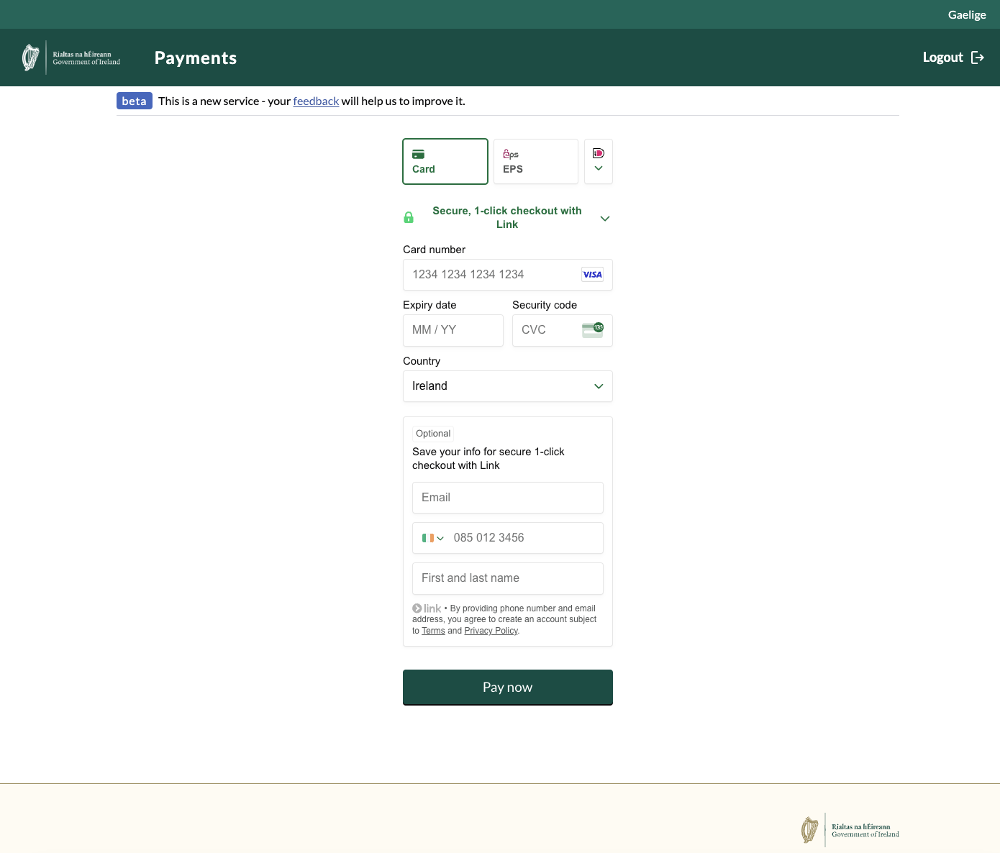 Gaelige
Rialtas na hÉireann
Government of Ireland
Payments
Logout
beta
This is a new service - your feedback will help us to improve it.
Card
eps
EPS
iD
Secure, 1-click checkout with
Link
Card number
1234 1234 1234 1234
VISA
Expiry date
Security code
MM / YY
CVC
135
Country
Ireland
Optional
Save your info for secure 1-click
checkout with Link
Email
085 012 3456
First and last name
link • By providing phone number and email
address, you agree to create an account subject
to Terms and Privacy Policy.
Pay now
Rialtas na hÉireann
Government of Ireland